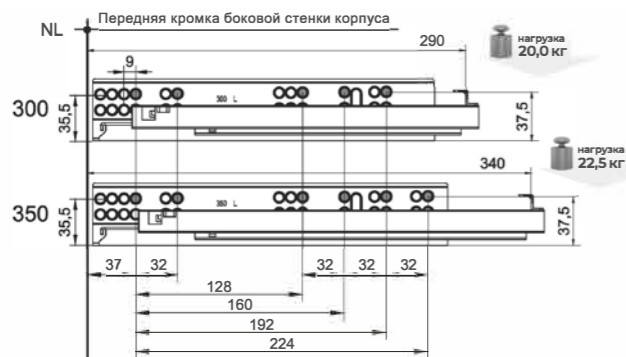 NL
Передняя кромка боковой стенки корпуса
290
нагрузка
20,0 кг
9
300
35,5
300 L
37,5
нагрузка
22,5 кг
340
350
35,5
350 L
37,5
37
32
32
32
32
128
160
192
224